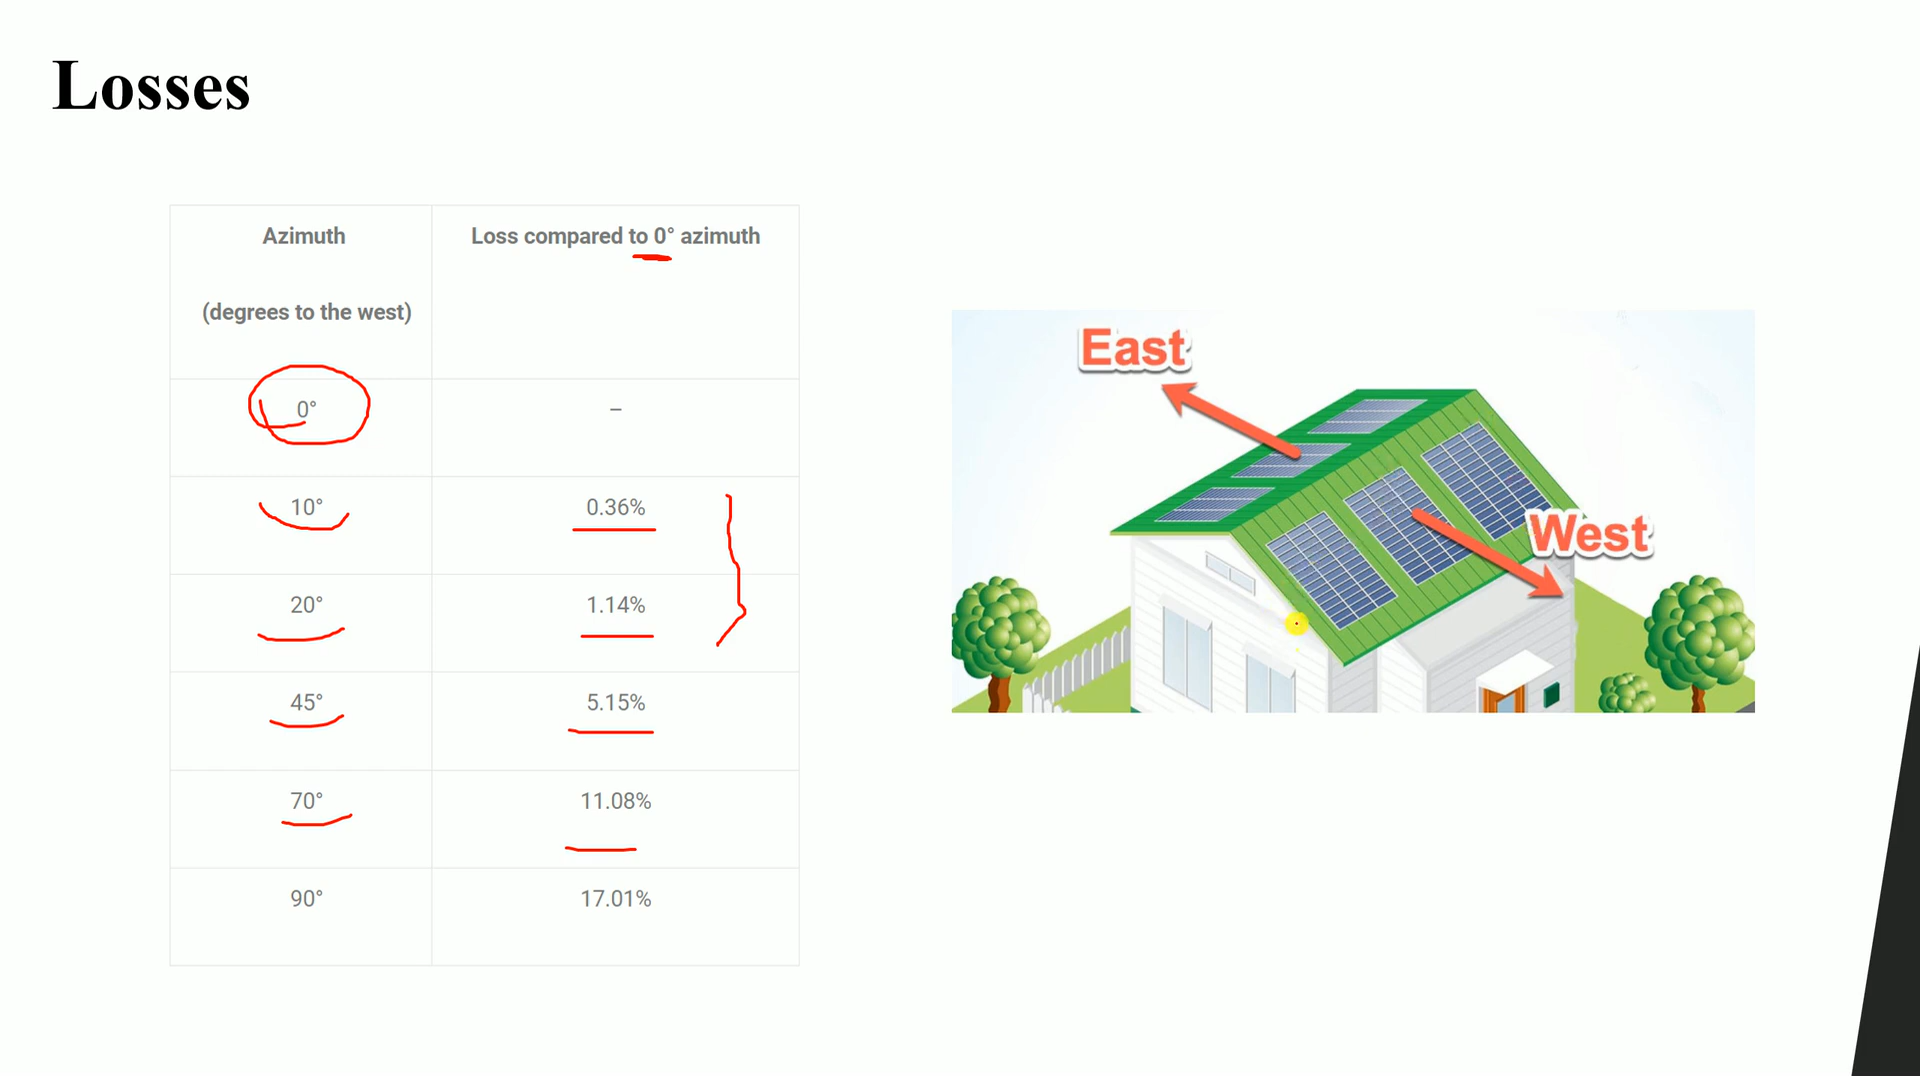 Losses
Azimuth
(degrees to the west)
Loss compared to 0° azimuth
0°
–
10°
0.36%
20°
1.14%
45°
5.15%
70°
11.08%
90°
17.01%
East
West